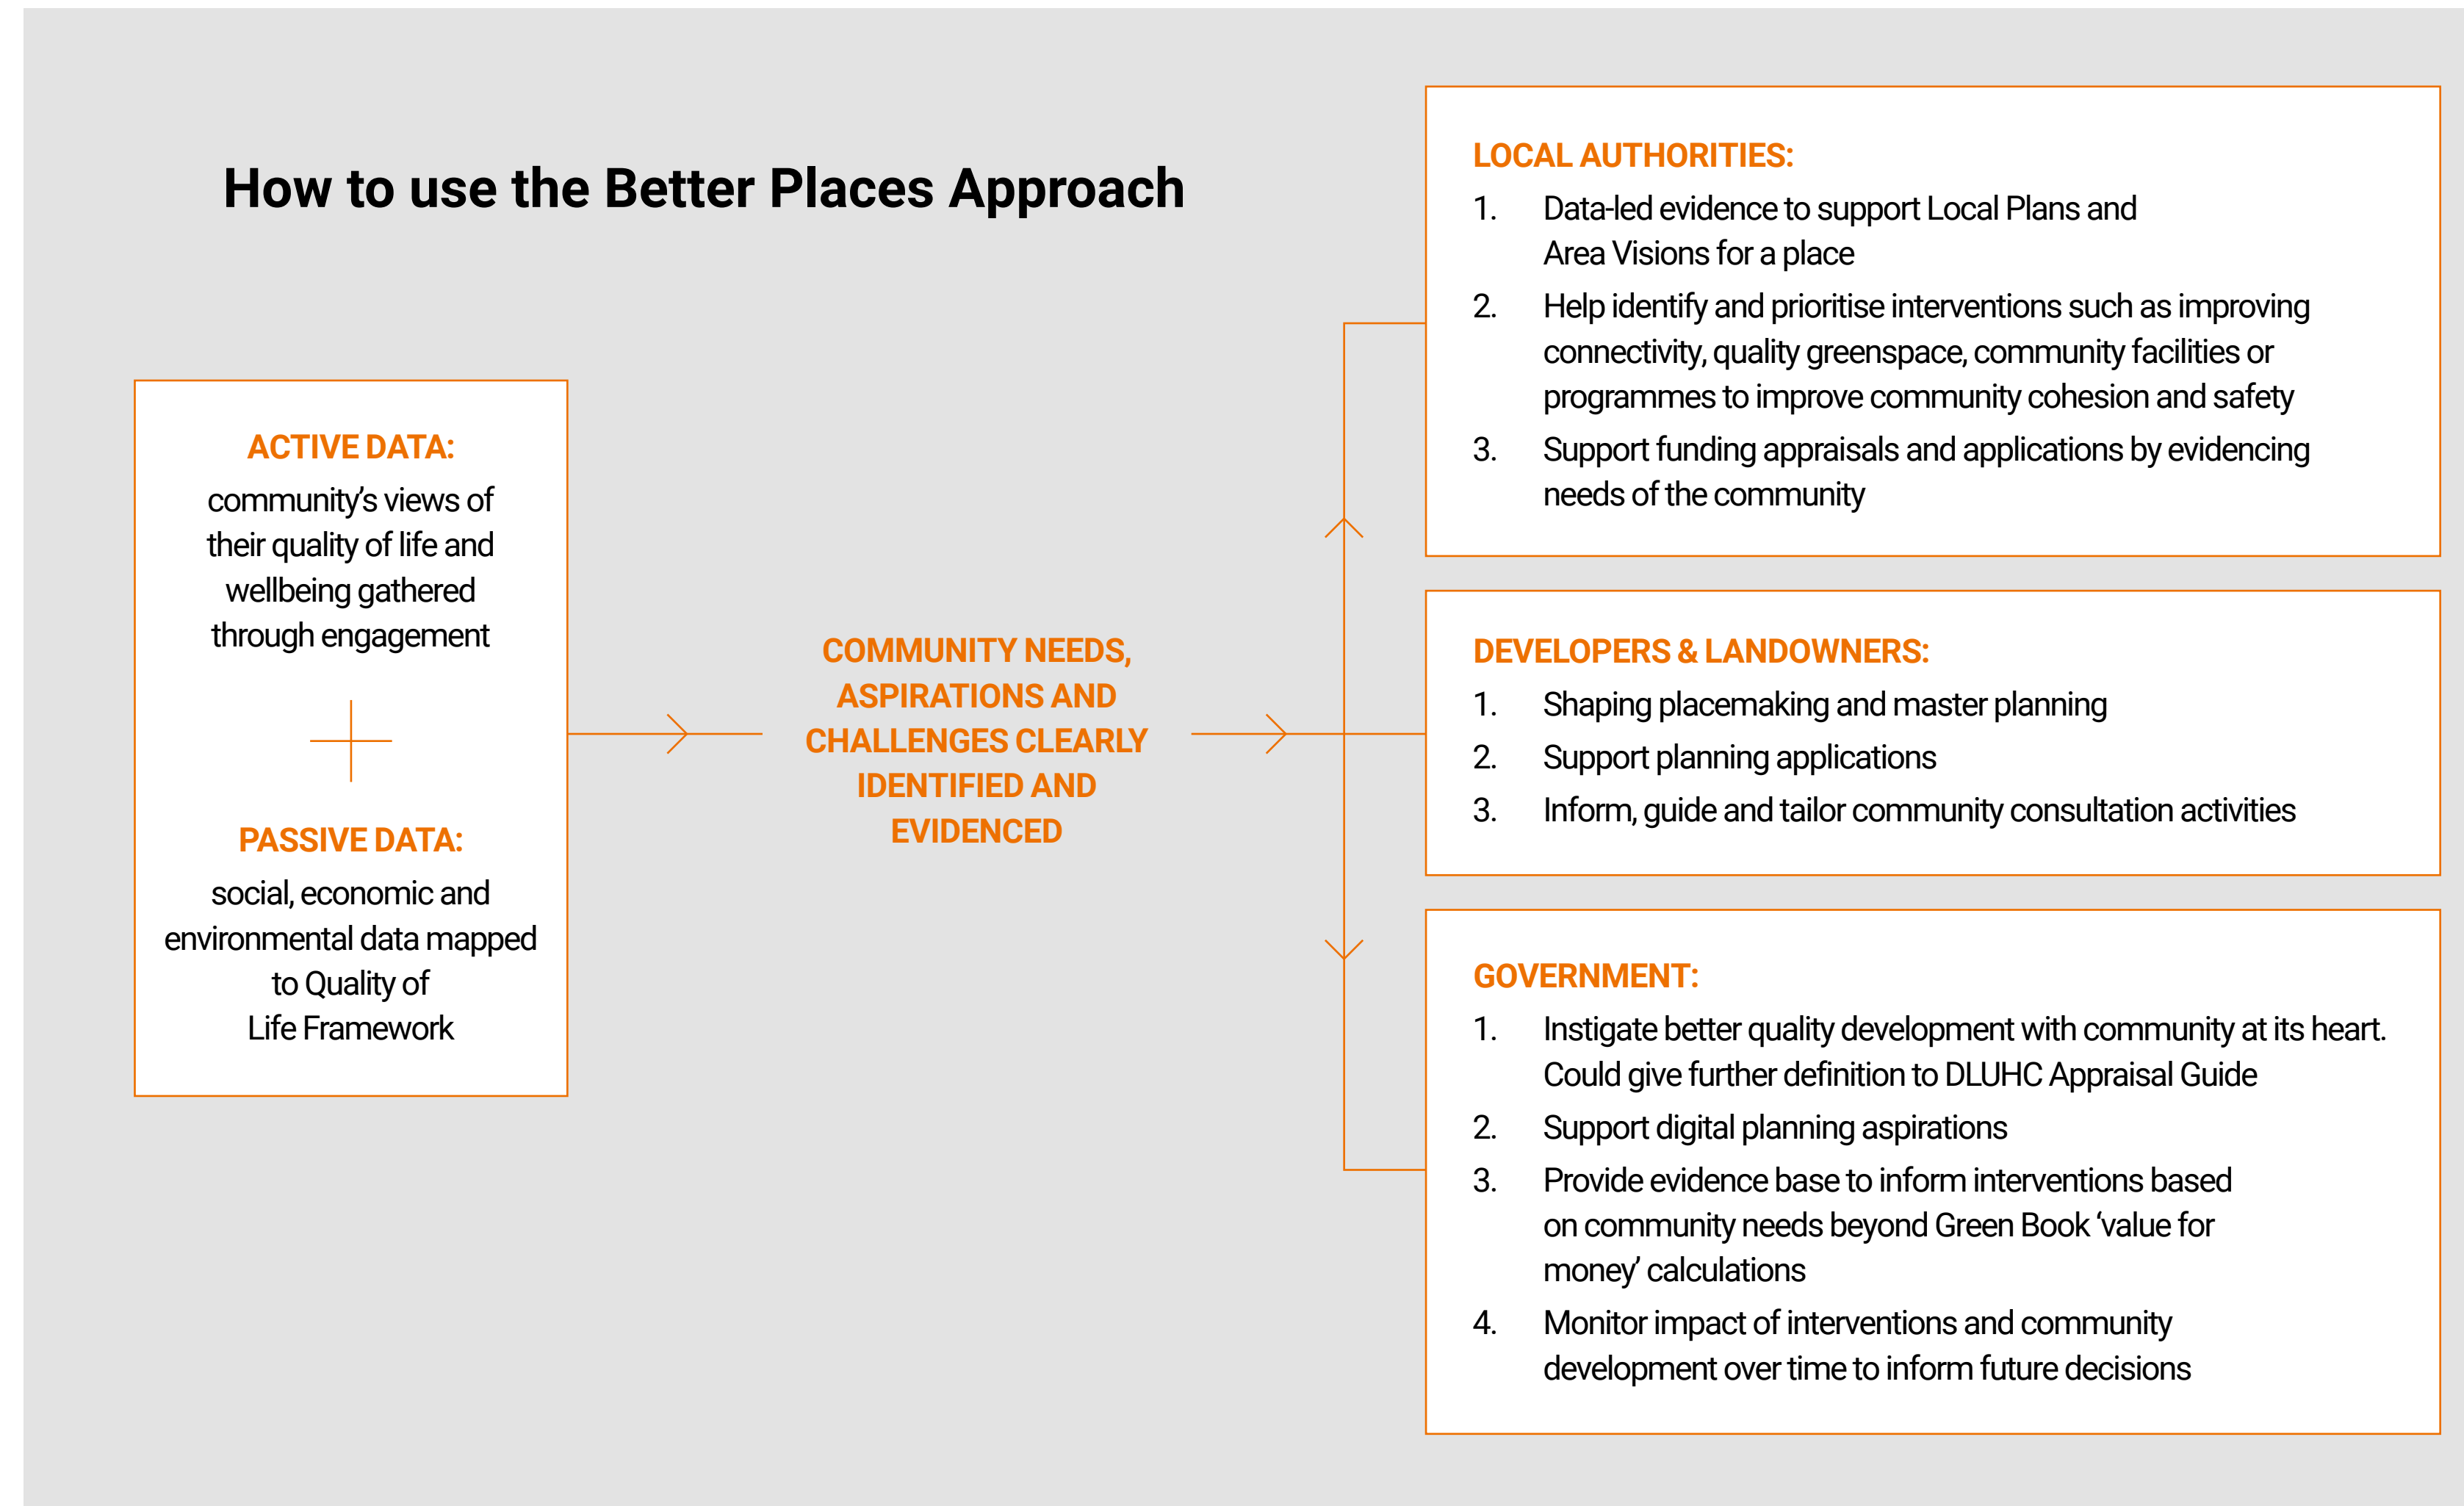 How to use the Better Places Approach
ACTIVE DATA:
community’s views of
their quality of life and
wellbeing gathered
through engagement
PASSIVE DATA:
social, economic and
environmental data mapped
to Quality of
Life Framework
COMMUNITY NEEDS,
ASPIRATIONS AND
CHALLENGES CLEARLY
IDENTIFIED AND
EVIDENCED
LOCAL AUTHORITIES:
1. Data-led evidence to support Local Plans and
Area Visions for a place
2. Help identify and prioritise interventions such as improving
connectivity, quality greenspace, community facilities or
programmes to improve community cohesion and safety
3. Support funding appraisals and applications by evidencing
needs of the community
DEVELOPERS & LANDOWNERS:
1. Shaping placemaking and master planning
2. Support planning applications
3. Inform, guide and tailor community consultation activities
GOVERNMENT:
1. Instigate better quality development with community at its heart.
Could give further definition to DLUHC Appraisal Guide
2. Support digital planning aspirations
3. Provide evidence base to inform interventions based
on community needs beyond Green Book ‘value for
money’ calculations
4. Monitor impact of interventions and community
development over time to inform future decisions